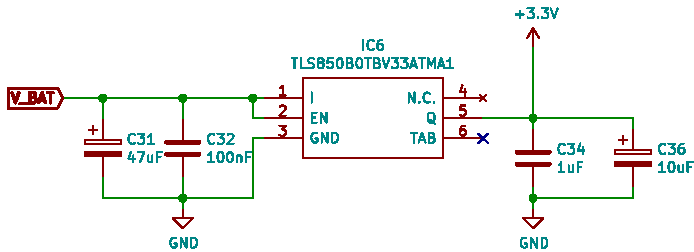 +3.3V
IC6
TLS850B0TBV33ATMA1
V_BAT
1 I N.C. 4
2 EN Q 5
3 GND TAB 6
C31
47uF
C32
100nF
C34
1uF
C36
10uF
GND
GND